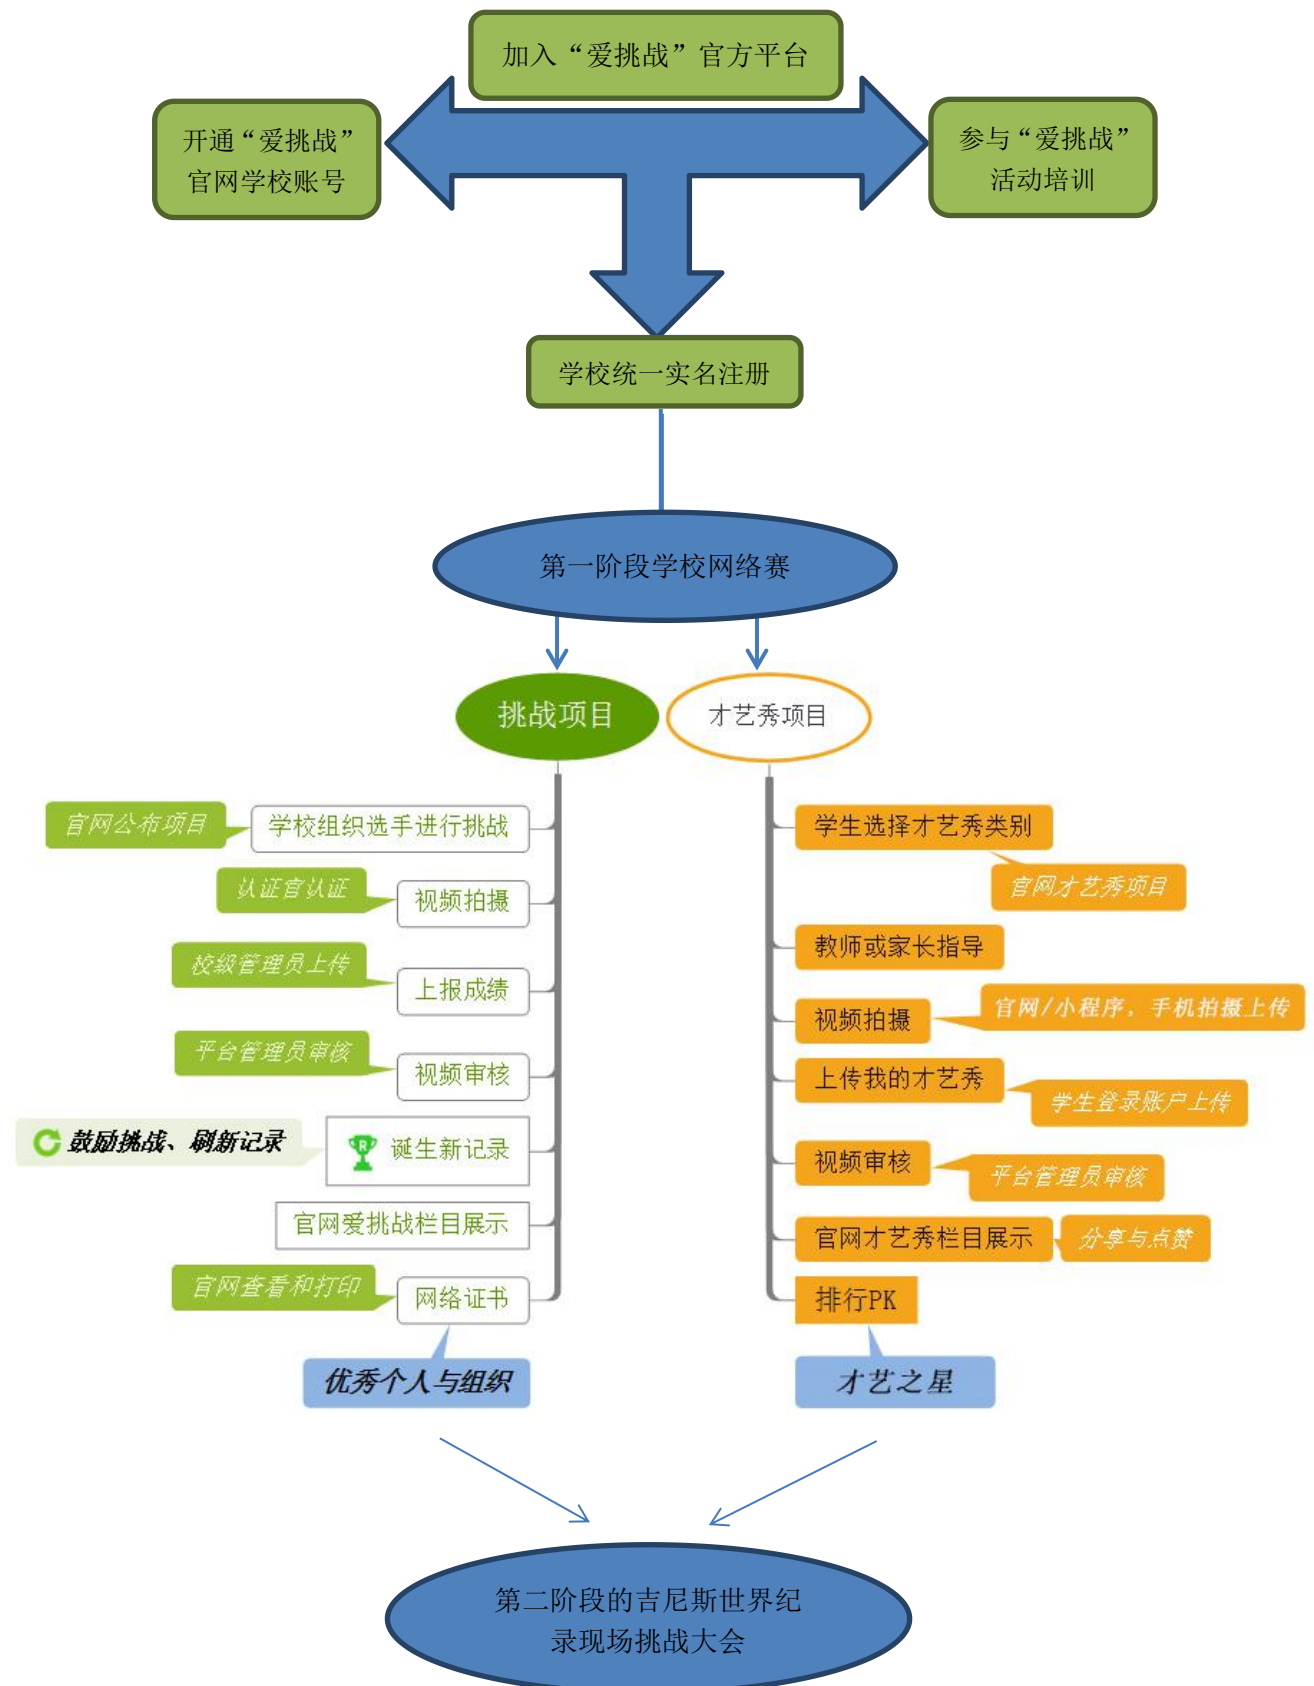 加入“爱挑战”官方平台
开通“爱挑战”
官网学校账号
参与“爱挑战”
活动培训
学校统一实名注册
第一阶段学校网络赛
挑战项目
才艺秀项目
官网公布项目
学校组织选手进行挑战
认证官认证
视频拍摄
校级管理员上传
上报成绩
平台管理员审核
视频审核
鼓励挑战、刷新记录
R
诞生新记录
官网爱挑战栏目展示
官网查看和打印
网络证书
优秀个人与组织
学生选择才艺秀类别
官网才艺秀项目
教师或家长指导
视频拍摄
官网/小程序，手机拍摄上传
上传我的才艺秀
学生登录账户上传
视频审核
平台管理员审核
官网才艺秀栏目展示
分享与点赞
排行PK
才艺之星
第二阶段的吉尼斯世界纪
录现场挑战大会